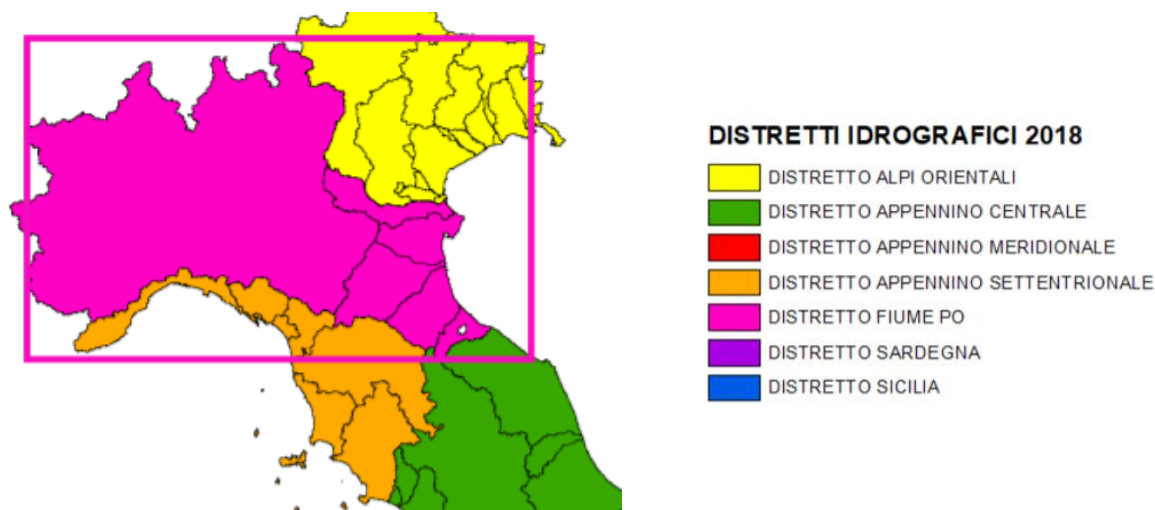 DISTRETTI IDROGRAFICI 2018
DISTRETTO ALPI ORIENTALI
DISTRETTO APPENNINO CENTRALE
DISTRETTO APPENNINO MERIDIONALE
DISTRETTO APPENNINO SETTENTRIONALE
DISTRETTO FIUME PO
DISTRETTO SARDEGNA
DISTRETTO SICILIA